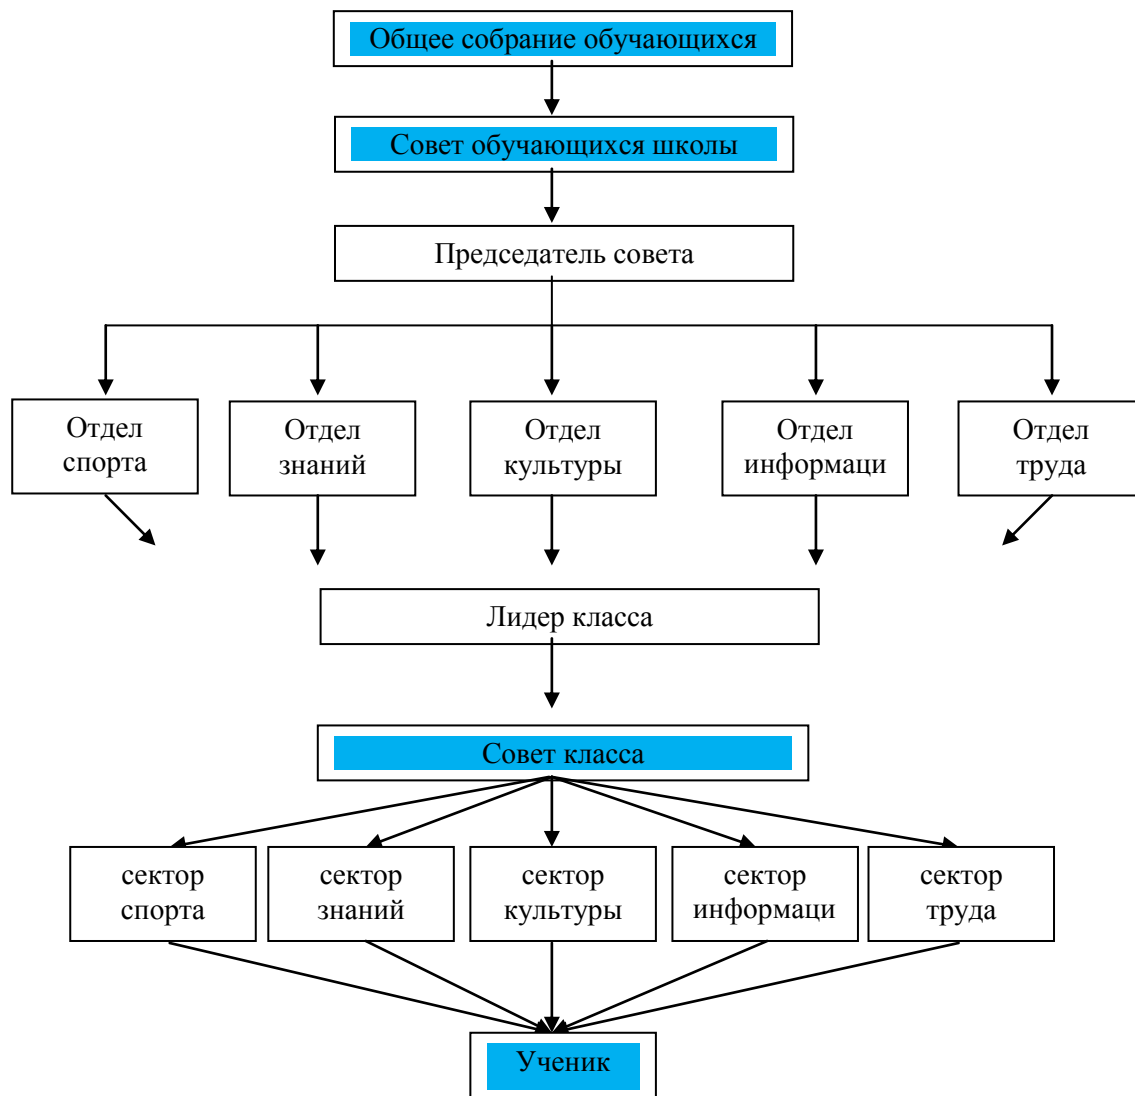 Общее собрание обучающихся
Совет обучающихся школы
Председатель совета
Отдел
спорта
Отдел
знаний
Отдел
культуры
Отдел
информаци
Отдел
труда
Лидер класса
Совет класса
сектор
спорта
сектор
знаний
сектор
культуры
сектор
информаци
сектор
труда
Ученик